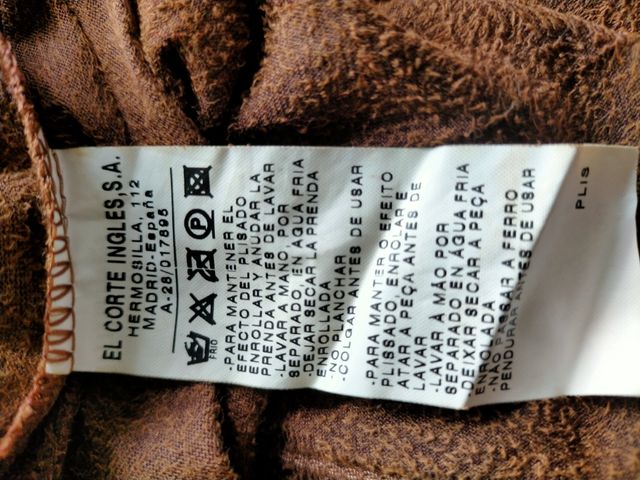 EL CORTE INGLES,S.A.
HERMOSILLA, 112
MADRID-España
A-28/017895
FRIO
P
-PARA MANTENER EL
EFECTO DEL PLISADO
ENROLLAR Y ANUDAR LA
PRENDA ANTES DE LAVAR
-LAVAR A MANO, POR
SEPARADO, EN AGUA FRIA
-DEJAR SECAR LA PRENDA
ENROLLADA
-NO PLANCHAR
-COLGAR ANTES DE USAR
-PARA MANTER O EFEITO
PLISSADO, ENROLAR E
ATAR A PEÇA ANTES DE
LAVAR
-LAVAR À MÃO POR
SEPARADO EN ÁGUA FRIA
DEIXAR SECAR A PEÇA
ENROLADA
-NÃO PASSAR A FERRO
PENDURAR ANTES DE USAR
PLIS